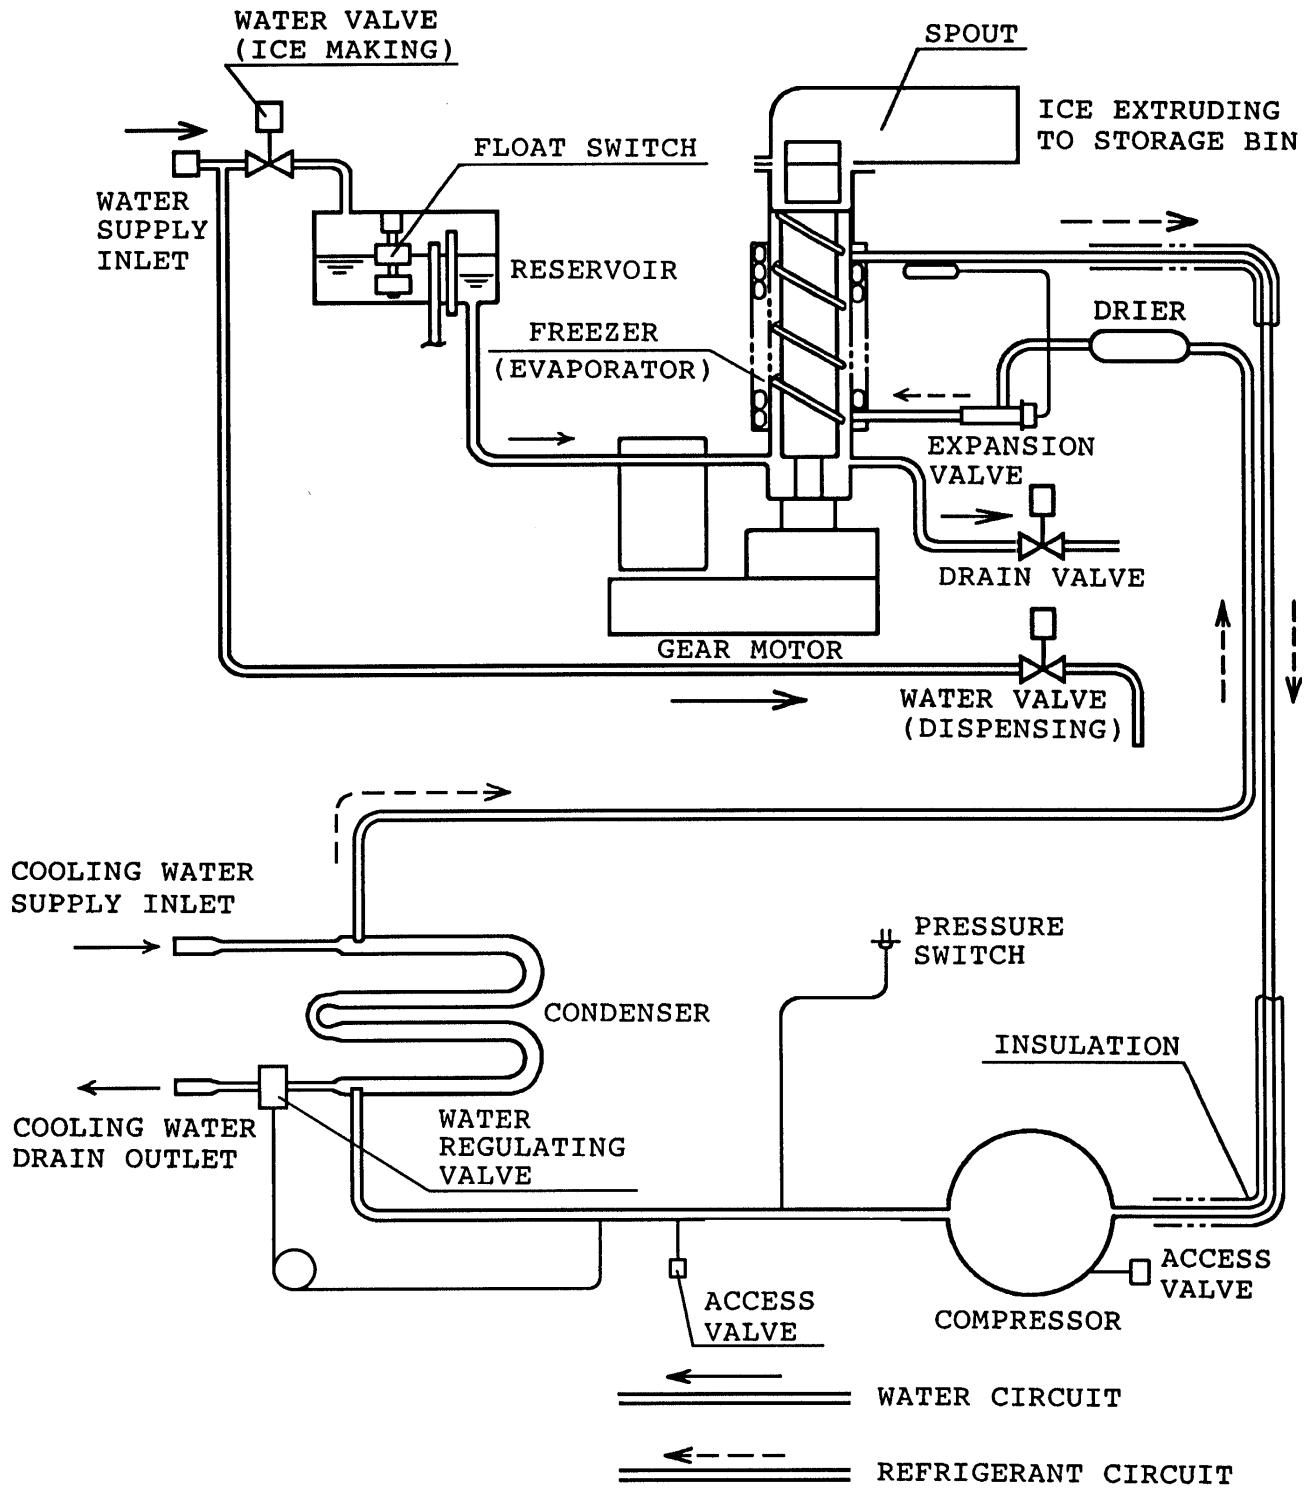 WATER VALVE
(ICE MAKING)
SPOUT
ICE EXTRUDING
TO STORAGE BIN
FLOAT SWITCH
WATER
SUPPLY
INLET
RESERVOIR
DRIER
FREEZER
(EVAPORATOR)
EXPANSION
VALVE
DRAIN VALVE
GEAR MOTOR
WATER VALVE
(DISPENSING)
COOLING WATER
SUPPLY INLET
PRESSURE
SWITCH
CONDENSER
INSULATION
COOLING WATER
DRAIN OUTLET
WATER
REGULATING
VALVE
ACCESS
VALVE
ACCESS
VALVE
COMPRESSOR
WATER CIRCUIT
REFRIGERANT CIRCUIT